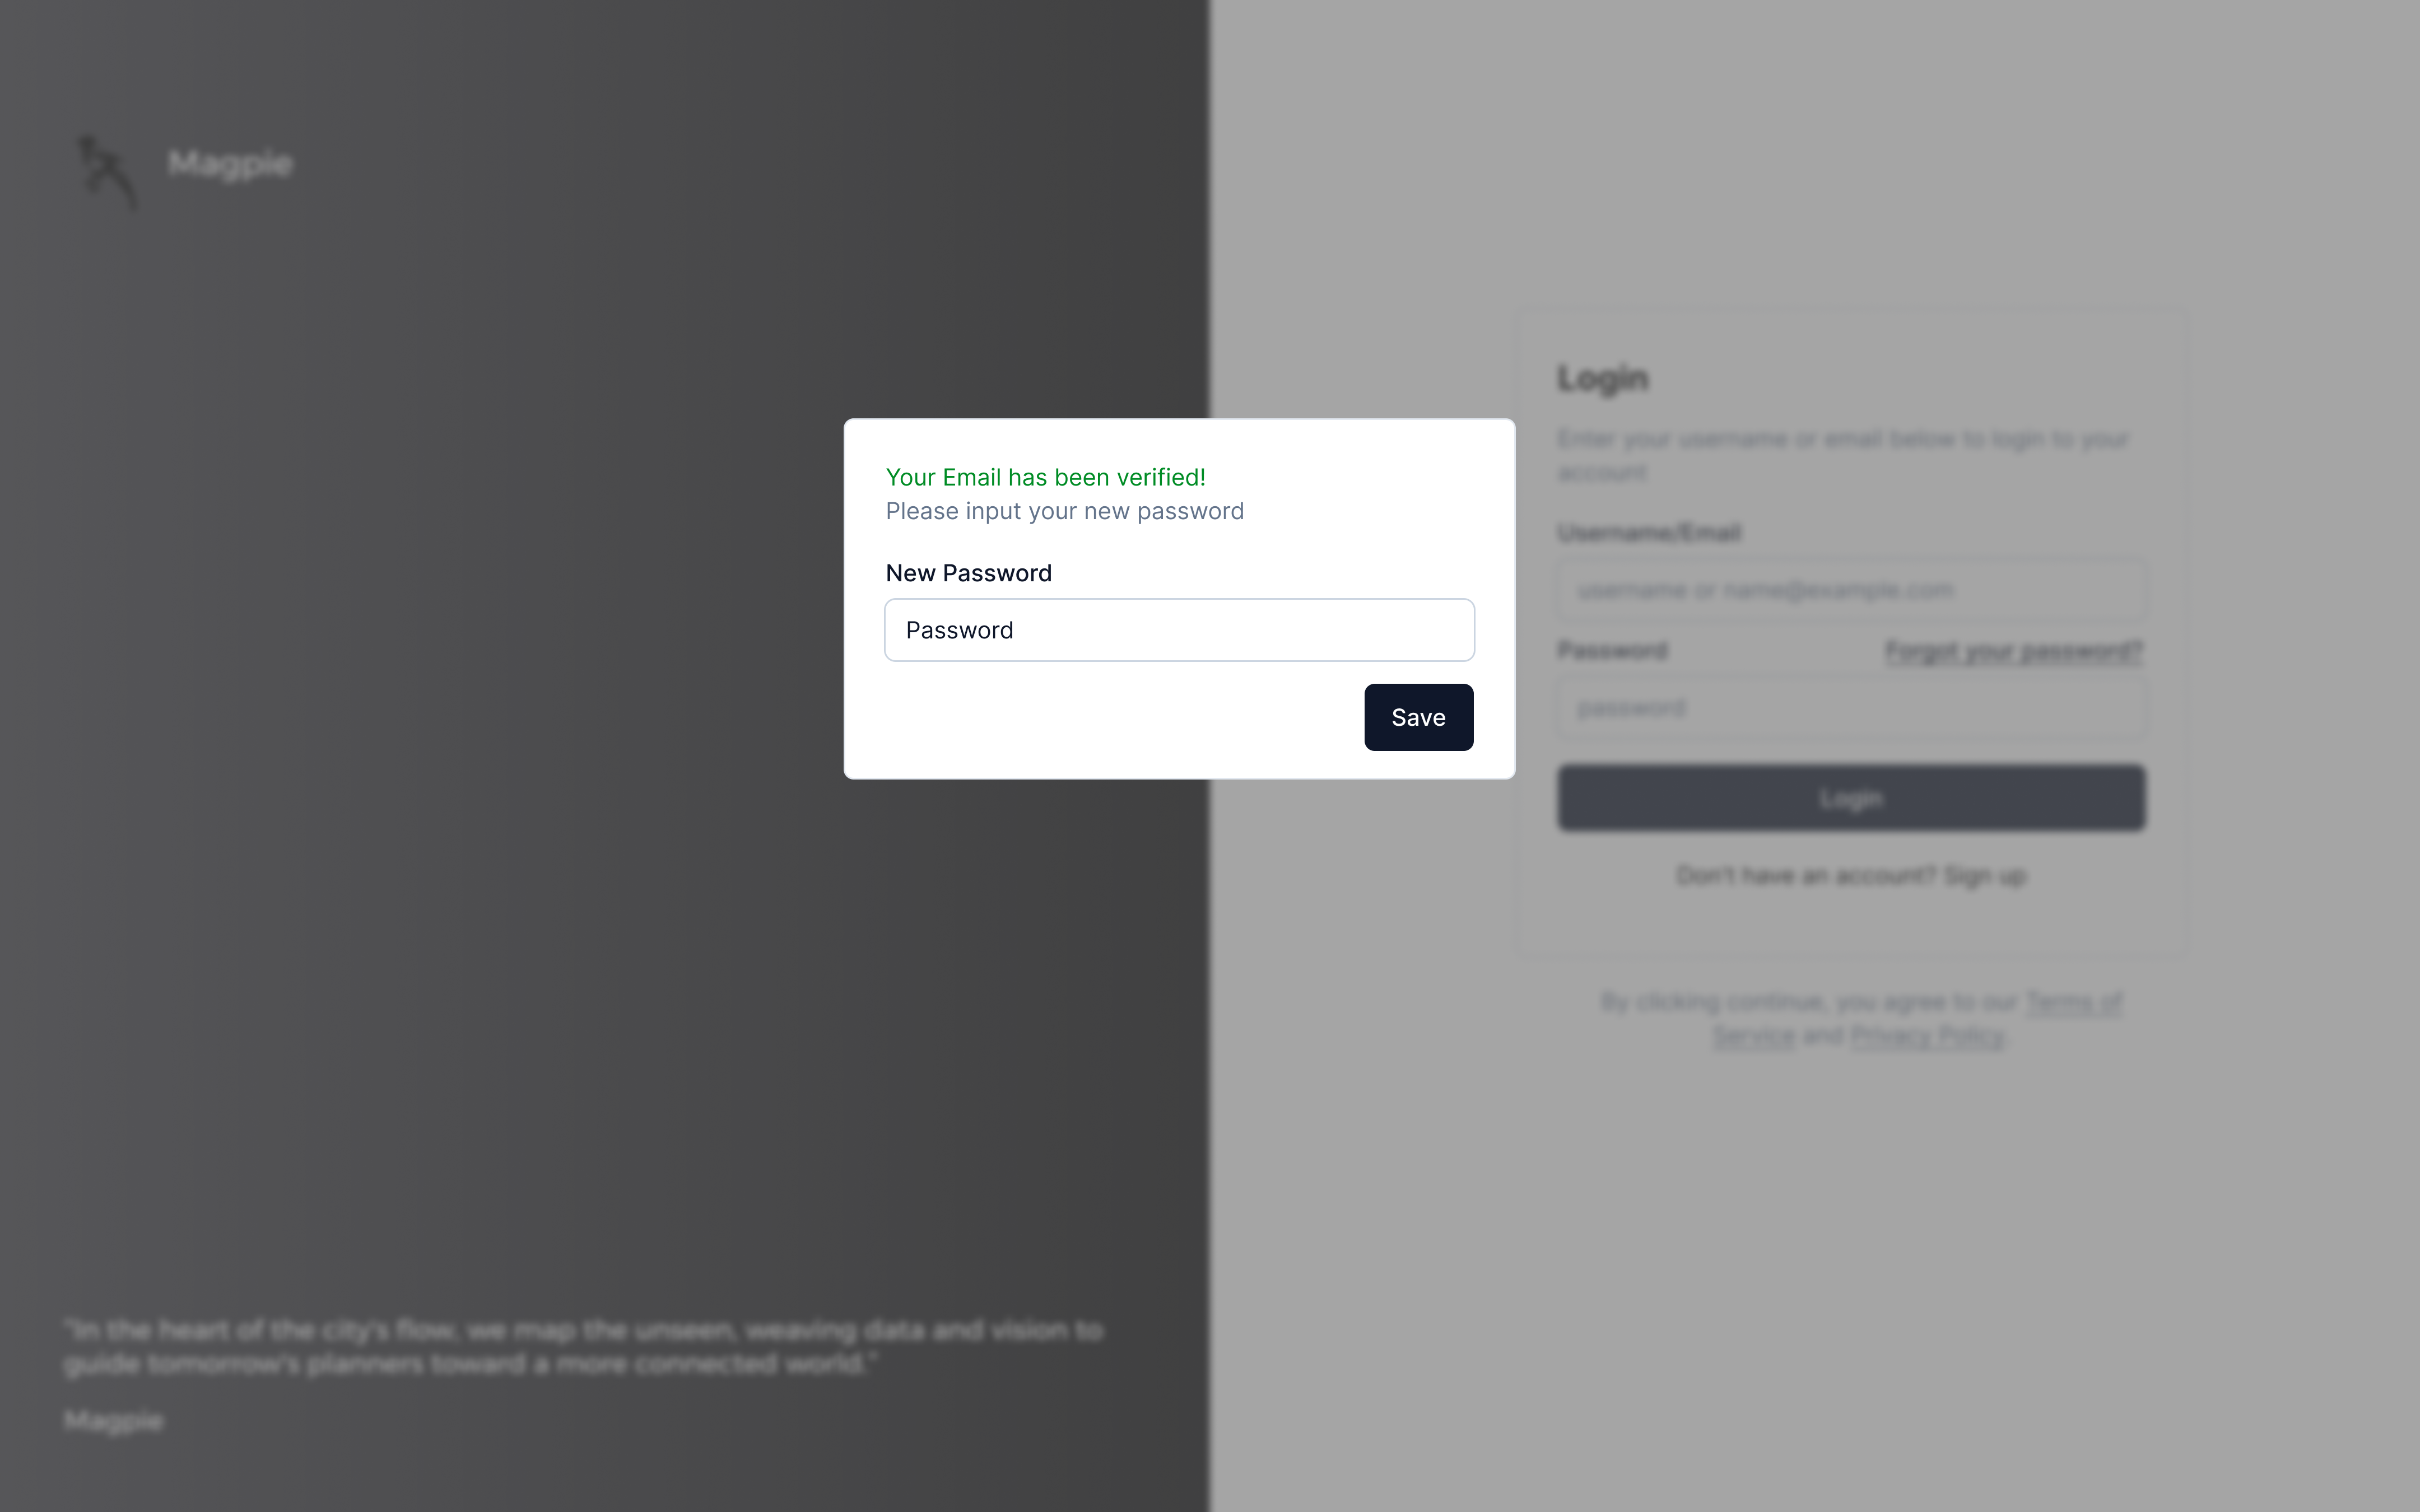 Magpie
Your Email has been verified!
Please input your new password
New Password
Password
Save
Login
Enter your username or email below to login to your
account
Username/Email
username or name@example.com
Password
Forgot your password?
password
Login
Don't have an account? Sign up
By clicking continue, you agree to our Terms of
Service and Privacy Policy.
"In the heart of the city's flow, we map the unseen, weaving data and vision to
guide tomorrow's planners toward a more connected world."
Magpie